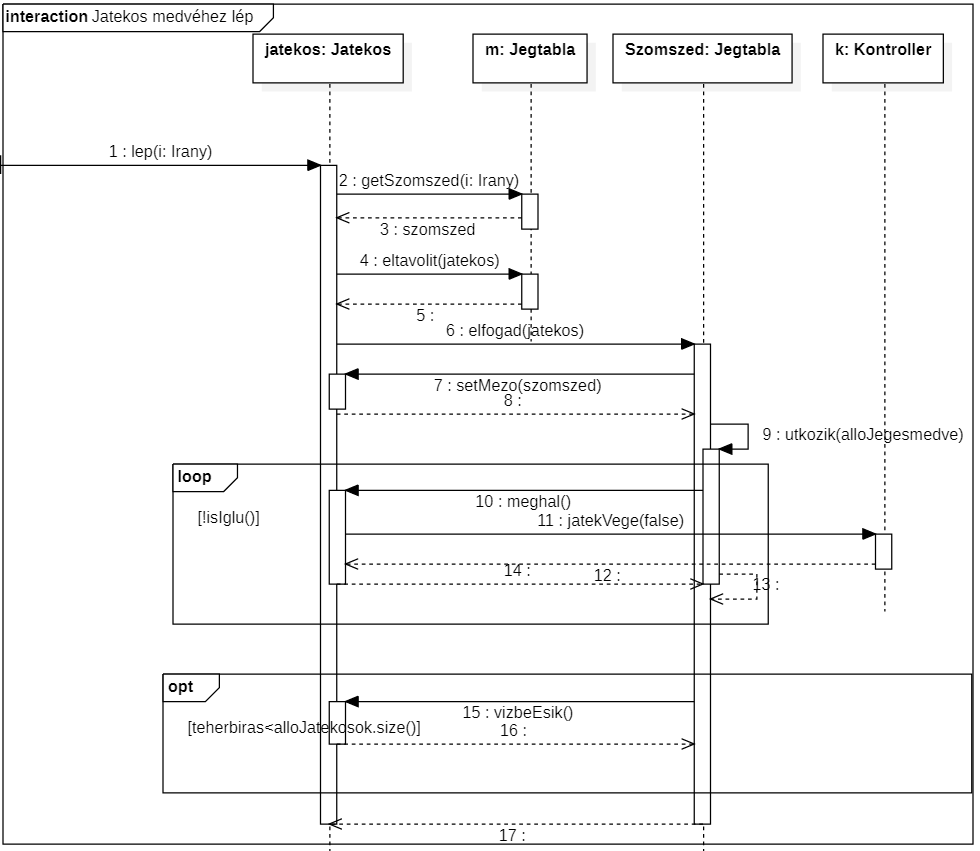 interaction Jatekos medvéhez lép
jatekos: Jatekos
m: Jegtabla
Szomszed: Jegtabla
k: Kontroller
1 : lep(i: Irany)
2 : getSzomszed(i: Irany)
3 : szomszed
4 : eltavolit(jatekos)
5 :
6 : elfogad(jatekos)
7 : setMezo(szomszed)
8 :
9 : utkozik(alloJegesmedve)
loop
[!isIglu()]
10 : meghal()
11 : jatekVege(false)
14 :
12 :
13 :
opt
[teherbiras<alloJatekosok.size()]
15 : vizbeEsik()
16 :
17 :